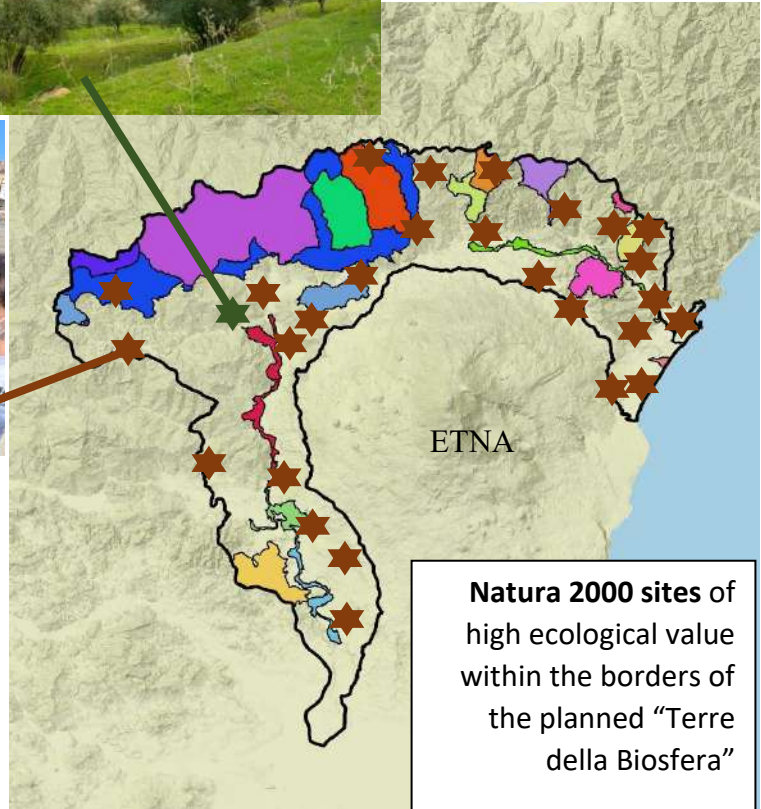 ETNA
Natura 2000 sites of
high ecological value
within the borders of
the planned “Terre
della Biosfera”